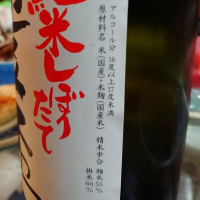 アルコール分 16度以上17度未満
原材料名 米(国産)・米麹(国産米)
精米歩合 麹米55%
掛米60%
純米しぼり
たて